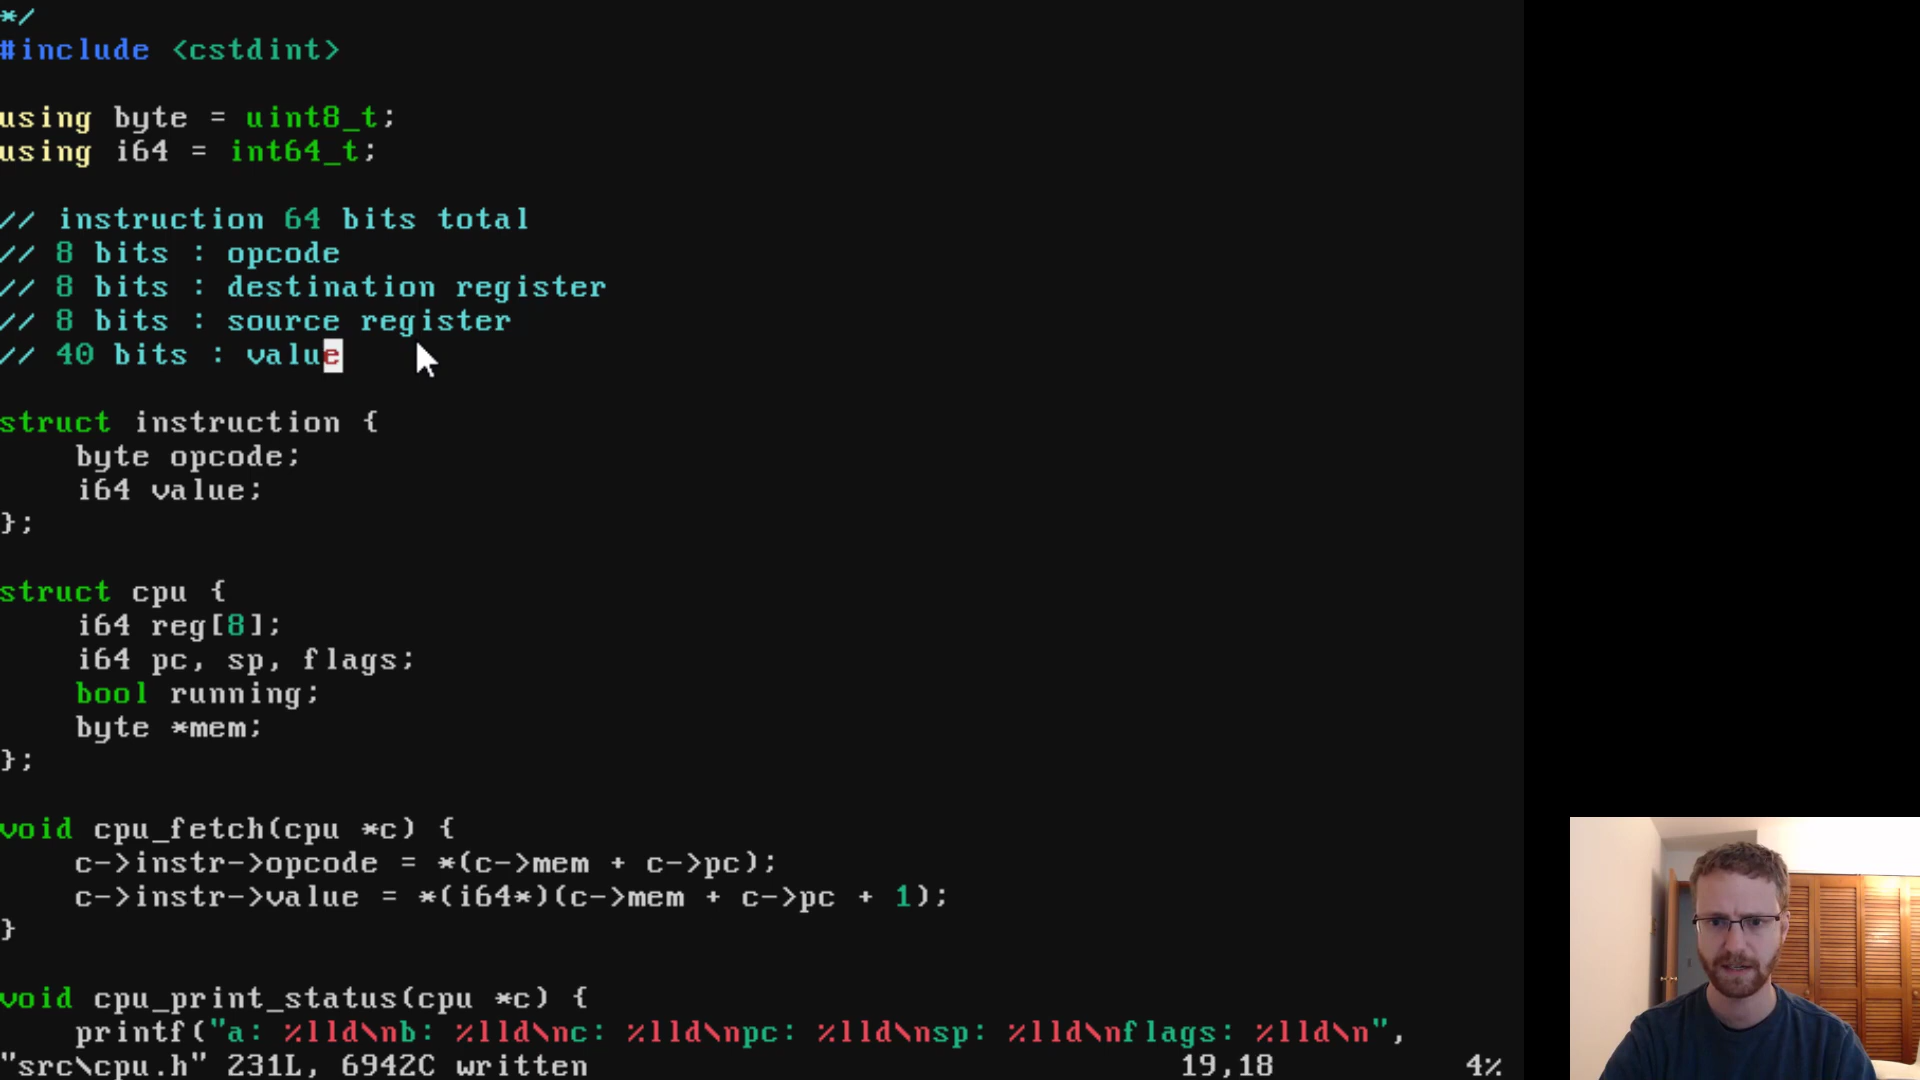 */
#include <cstdint>
using byte = uint8_t;
using i64 = int64_t;
// instruction 64 bits total
// 8 bits : opcode
// 8 bits : destination register
// 8 bits : source register
// 40 bits : value
struct instruction {
    byte opcode;
    i64 value;
};
struct cpu {
    i64 reg[8];
    i64 pc, sp, flags;
    bool running;
    byte *mem;
};
void cpu_fetch(cpu *c) {
    c->instr->opcode = *(c->mem + c->pc);
    c->instr->value = *(i64*)(c->mem + c->pc + 1);
}
void cpu_print_status(cpu *c) {
    printf("a: %lld\nb: %lld\nc: %lld\npc: %lld\nsp: %lld\nflags: %lld\n",
"src\cpu.h" 231L, 6942C written 19,18 4%